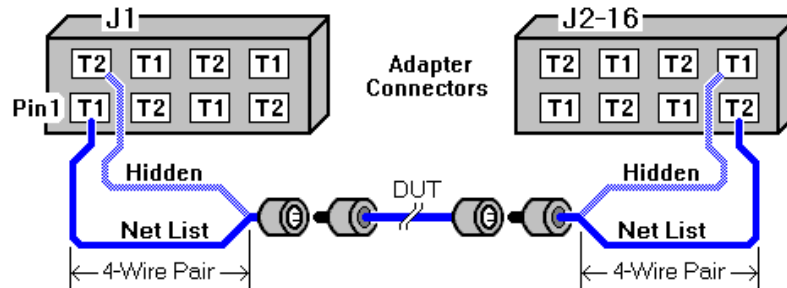 J1
J2-16
T2 T1 T2 T1
Adapter
Connectors
T2 T1 T2 T1
Pin1
T1 T2 T1 T2
T1 T2 T1 T2
Hidden
DUT
Hidden
Net List
Net List
4-Wire Pair
4-Wire Pair